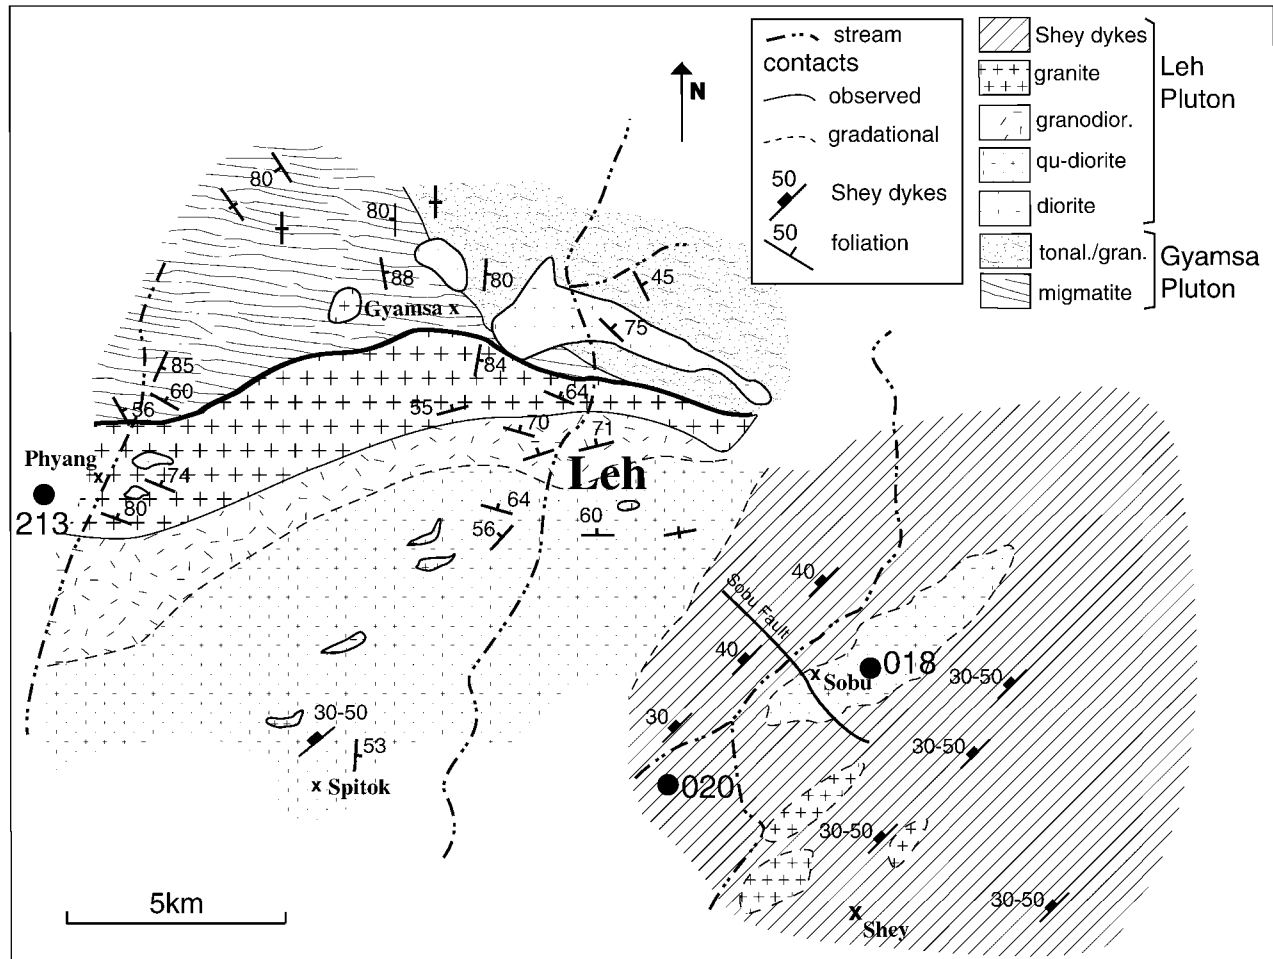 stream
contacts
observed
gradational
50
Shey dykes
50
foliation
Shey dykes
granite
granodior.
qu-diorite
diorite
tonal./gran.
migmatite
Leh
Pluton
Gyamsa
Pluton
N
80
80
88
80
45
Gyamsa x
75
85
84
60
64
56
55
70
71
Phyang
x
74
Leh
213
80
64
56
60
40
Sobu Fault
40
018
x Sobu
30-50
30-50
30
30-50
53
x Spitok
020
30-50
30-50
x
Shey
5km